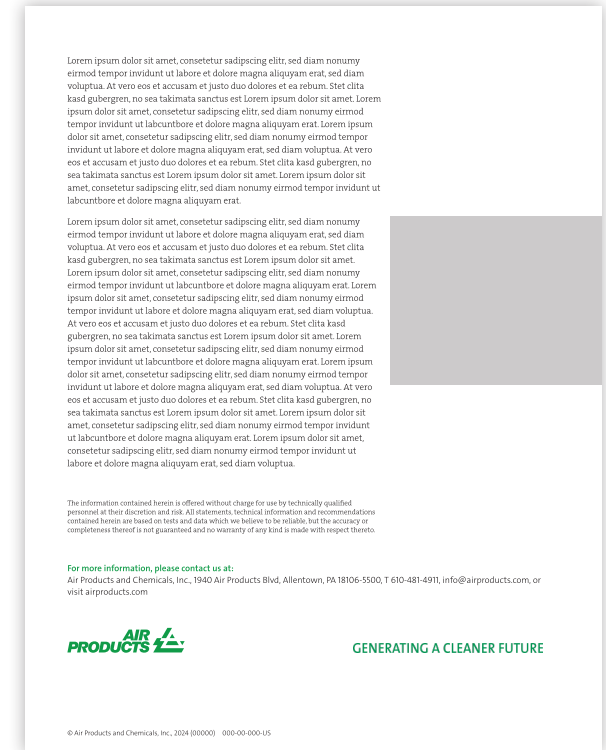 Lorem ipsum dolor sit amet, consetetur sadipscing elitr, sed diam nonumy
eirmod tempor invidunt ut labore et dolore magna aliquyam erat, sed diam
voluptua. At vero eos et accusam et justo duo dolores et ea rebum. Stet clita
kasd gubergren, no sea takimata sanctus est Lorem ipsum dolor sit amet. Lorem
ipsum dolor sit amet, consetetur sadipscing elitr, sed diam nonumy eirmod
tempor invidunt ut labcuntbore et dolore magna aliquyam erat. Lorem ipsum
dolor sit amet, consetetur sadipscing elitr, sed diam nonumy eirmod tempor
invidunt ut labore et dolore magna aliquyam erat, sed diam voluptua. At vero
eos et accusam et justo duo dolores et ea rebum. Stet clita kasd gubergren, no
sea takimata sanctus est Lorem ipsum dolor sit amet. Lorem ipsum dolor sit
amet, consetetur sadipscing elitr, sed diam nonumy eirmod tempor invidunt ut
labcuntbore et dolore magna aliquyam erat.
Lorem ipsum dolor sit amet, consetetur sadipscing elitr, sed diam nonumy
eirmod tempor invidunt ut labore et dolore magna aliquyam erat, sed diam
voluptua. At vero eos et accusam et justo duo dolores et ea rebum. Stet clita
kasd gubergren, no sea takimata sanctus est Lorem ipsum dolor sit amet.
Lorem ipsum dolor sit amet, consetetur sadipscing elitr, sed diam nonumy
eirmod tempor invidunt ut labcuntbore et dolore magna aliquyam erat. Lorem
ipsum dolor sit amet, consetetur sadipscing elitr, sed diam nonumy eirmod
tempor invidunt ut labore et dolore magna aliquyam erat, sed diam voluptua.
At vero eos et accusam et justo duo dolores et ea rebum. Stet clita kasd
gubergren, no sea takimata sanctus est Lorem ipsum dolor sit amet. Lorem
ipsum dolor sit amet, consetetur sadipscing elitr, sed diam nonumy eirmod
tempor invidunt ut labcuntbore et dolore magna aliquyam erat. Lorem ipsum
dolor sit amet, consetetur sadipscing elitr, sed diam nonumy eirmod tempor
invidunt ut labore et dolore magna aliquyam erat, sed diam voluptua. At vero
eos et accusam et justo duo dolores et ea rebum. Stet clita kasd gubergren, no
sea takimata sanctus est Lorem ipsum dolor sit amet. Lorem ipsum dolor sit
amet, consetetur sadipscing elitr, sed diam nonumy eirmod tempor invidunt
ut labcuntbore et dolore magna aliquyam erat. Lorem ipsum dolor sit amet,
consetetur sadipscing elitr, sed diam nonumy eirmod tempor invidunt ut
labore et dolore magna aliquyam erat, sed diam voluptua.
The information contained herein is offered without charge for use by technically qualified
personnel at their discretion and risk. All statements, technical information and recommendations
contained herein are based on tests and data which we believe to be reliable, but the accuracy or
completeness thereof is not guaranteed and no warranty of any kind is made with respect thereto.
For more information, please contact us at:
Air Products and Chemicals, Inc., 1940 Air Products Blvd, Allentown, PA 18106-5500, T 610-481-4911, info@airproducts.com, or
visit airproducts.com
AIR
PRODUCTS
GENERATING A CLEANER FUTURE
© Air Products and Chemicals, Inc., 2024 (00000) 000-00-000-US